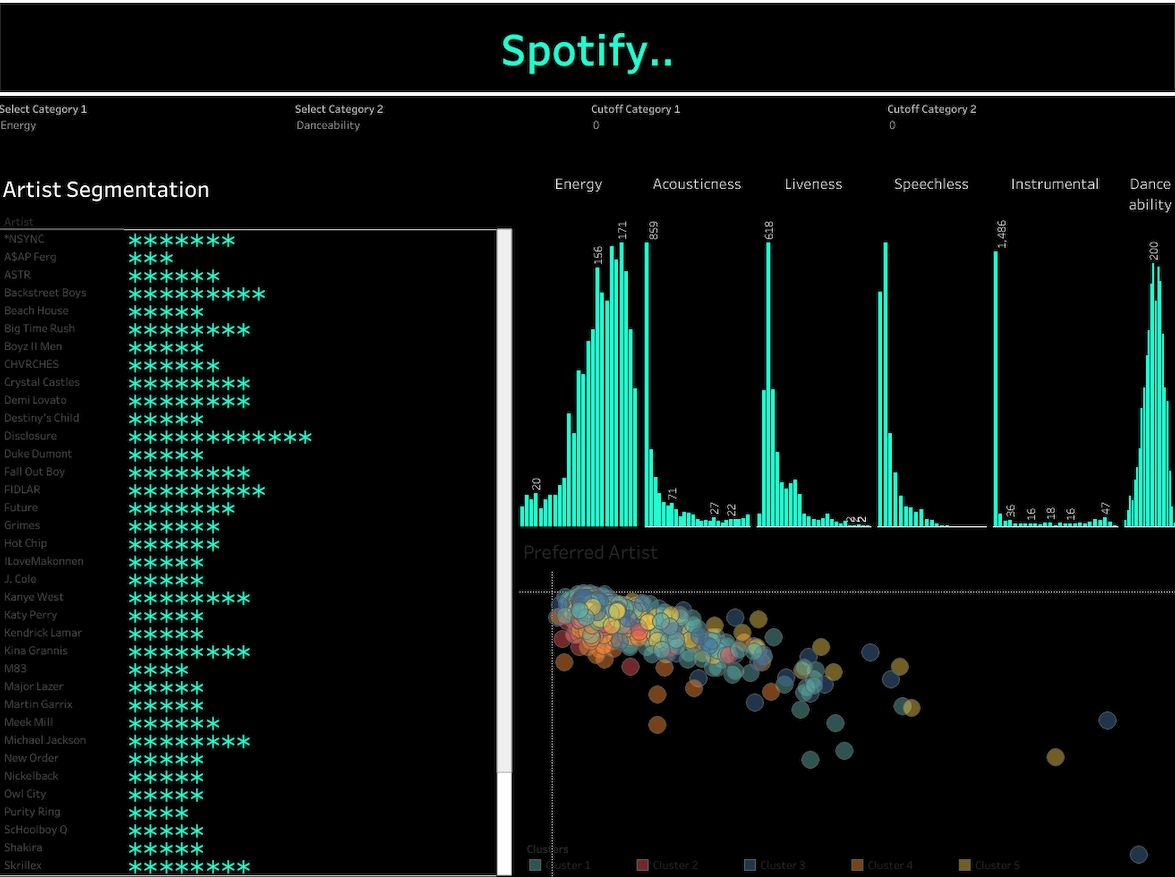 Spotify..
Select Category 1
Select Category 2
Cutoff Category 1
Cutoff Category 2
Energy
Danceability
0
0
Artist Segmentation
Energy
Acousticness
Liveness
Speechless
Instrumental
Dance
ability
Artist
*NSYNC
A$AP Ferg
ASTR
Backstreet Boys
Beach House
Big Time Rush
Boyz II Men
CHVRCHES
Crystal Castles
Demi Lovato
Destiny's Child
Disclosure
Duke Dumont
Fall Out Boy
FIDLAR
Future
Grimes
Hot Chip
ILoveMakonnen
J. Cole
Kanye West
Katy Perry
Kendrick Lamar
Kina Grannis
M83
Major Lazer
Martin Garrix
Meek Mill
Michael Jackson
New Order
Nickelback
Owl City
Purity Ring
ScHoolboy Q
Shakira
Skrillex
20
156
171
859
71
27
22
618
2
2
1,486
36
16
18
16
47
200
Preferred Artist
Clusters
Cluster 1
Cluster 2
Cluster 3
Cluster 4
Cluster 5